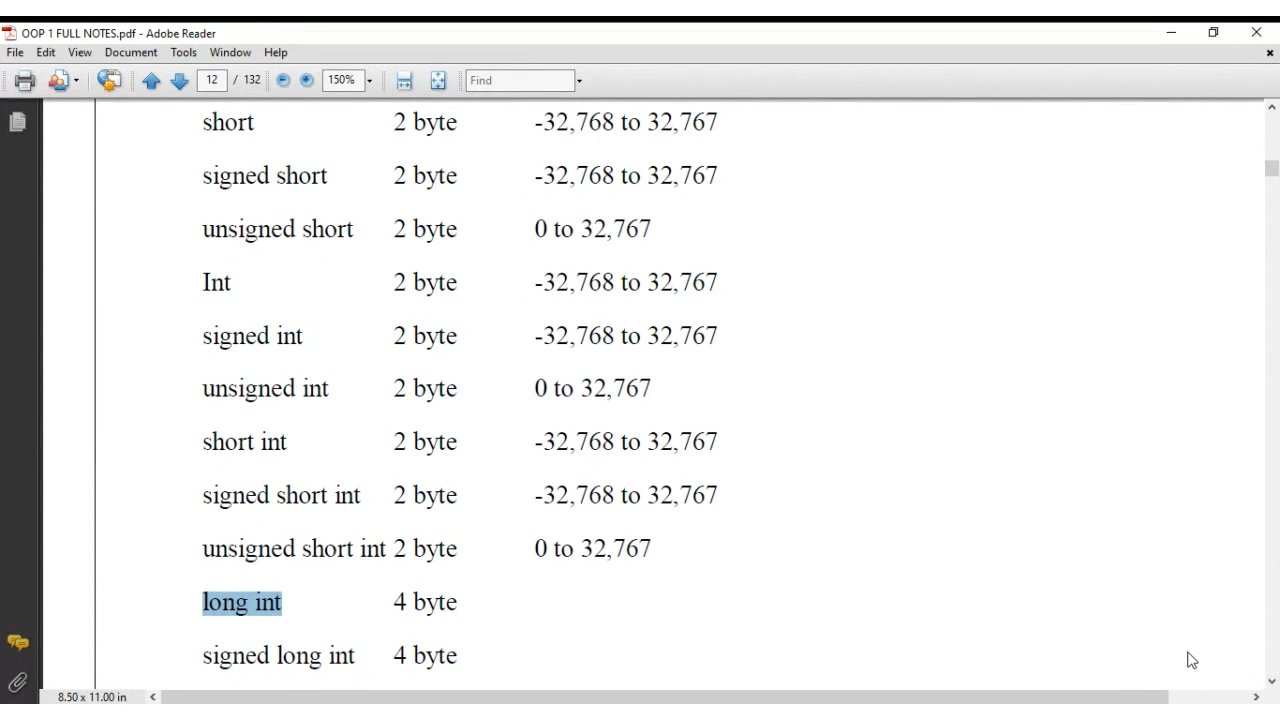 OOP 1 FULL NOTES.pdf - Adobe Reader
File Edit View Document Tools Window Help
12 / 132 150% Find
short 2 byte -32,768 to 32,767
signed short 2 byte -32,768 to 32,767
unsigned short 2 byte 0 to 32,767
Int 2 byte -32,768 to 32,767
signed int 2 byte -32,768 to 32,767
unsigned int 2 byte 0 to 32,767
short int 2 byte -32,768 to 32,767
signed short int 2 byte -32,768 to 32,767
unsigned short int 2 byte 0 to 32,767
long int 4 byte
signed long int 4 byte
8.50 x 11.00 in